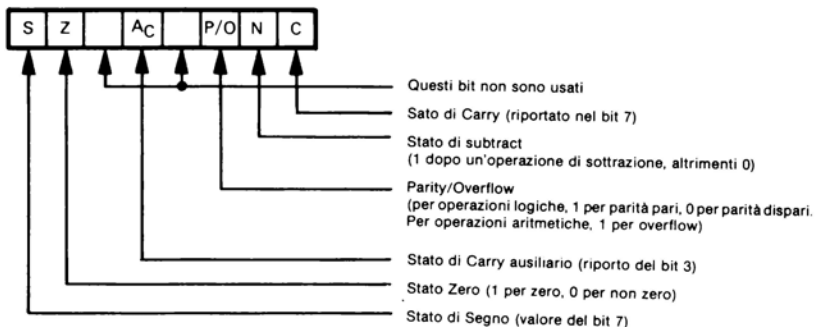 S Z AC P/O N C
Questi bit non sono usati
Sato di Carry (riportato nel bit 7)
Stato di subtract
(1 dopo un'operazione di sottrazione, altrimenti 0)
Parity/Overflow
(per operazioni logiche, 1 per parità pari, 0 per parità dispari.
Per operazioni aritmetiche, 1 per overflow)
Stato di Carry ausiliario (riporto del bit 3)
Stato Zero (1 per zero, 0 per non zero)
Stato di Segno (valore del bit 7)